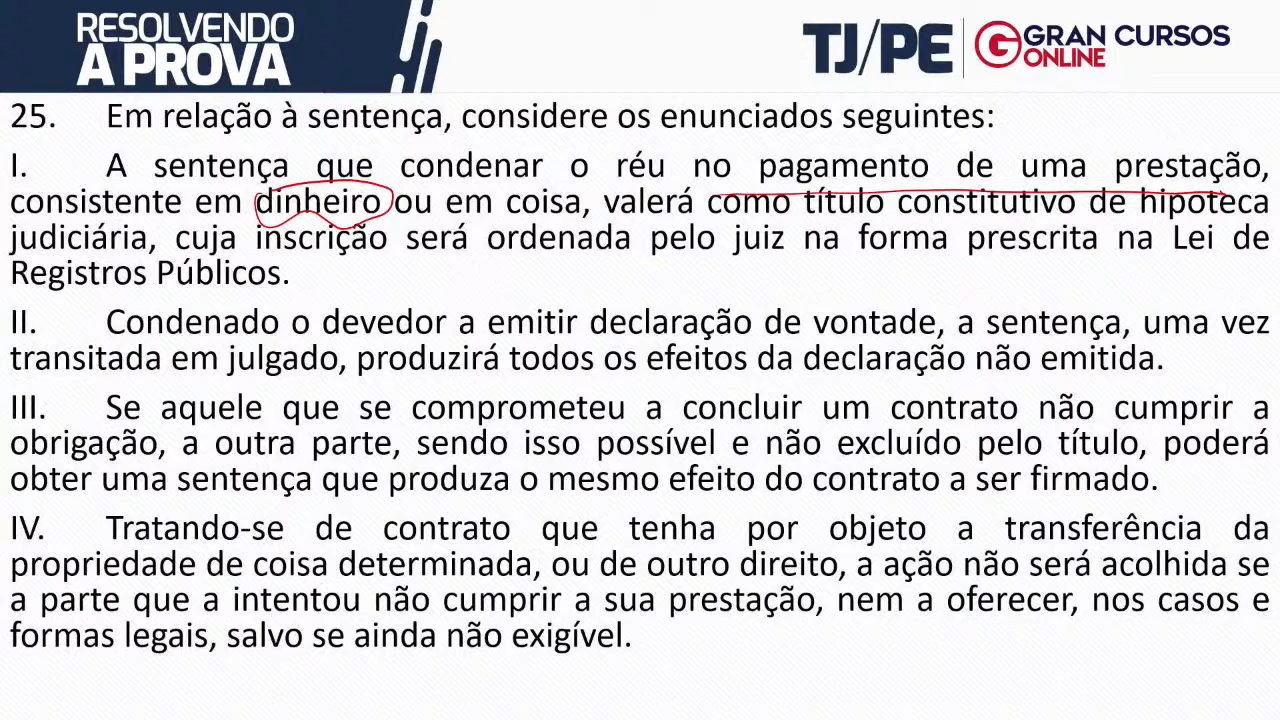 RESOLVENDO
A PROVA
TJ/PE
GRAN CURSOS
ONLINE
25. Em relação à sentença, considere os enunciados seguintes:
I. A sentença que condenar o réu no pagamento de uma prestação,
consistente em dinheiro ou em coisa, valerá como título constitutivo de hipoteca
judiciária, cuja inscrição será ordenada pelo juiz na forma prescrita na Lei de
Registros Públicos.
II. Condenado o devedor a emitir declaração de vontade, a sentença, uma vez
transitada em julgado, produzirá todos os efeitos da declaração não emitida.
III. Se aquele que se comprometeu a concluir um contrato não cumprir a
obrigação, a outra parte, sendo isso possível e não excluído pelo título, poderá
obter uma sentença que produza o mesmo efeito do contrato a ser firmado.
IV. Tratando-se de contrato que tenha por objeto a transferência da
propriedade de coisa determinada, ou de outro direito, a ação não será acolhida se
a parte que a intentou não cumprir a sua prestação, nem a oferecer, nos casos e
formas legais, salvo se ainda não exigível.